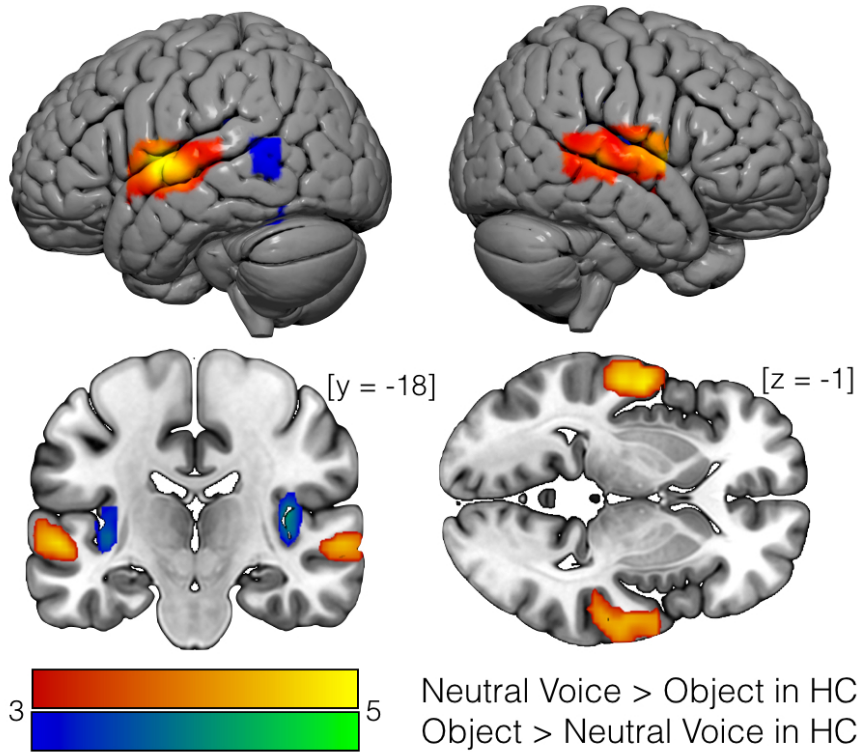 [y = -18]
[z = -1]
3
5
Neutral Voice > Object in HC
Object > Neutral Voice in HC